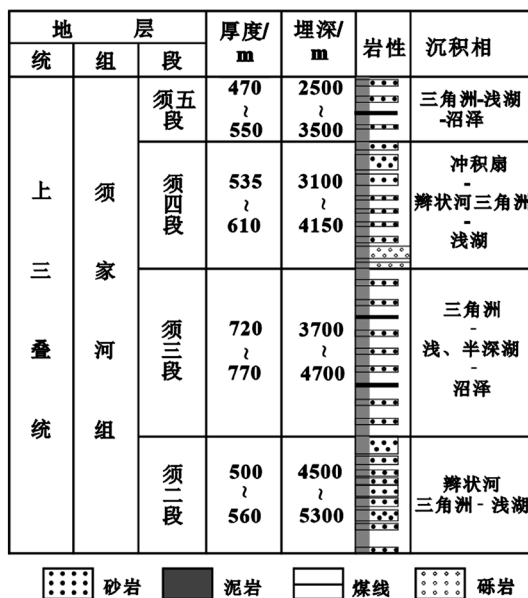 地 层 厚度/m 埋深/m 岩性 沉积相
统 组 段
上三叠统 须家河组
须五段 470~550 2500~3500 三角洲-浅湖-沼泽
须四段 535~610 3100~4150 冲积扇-辫状河三角洲-浅湖
须三段 720~770 3700~4700 三角洲-浅、半深湖-沼泽
须二段 500~560 4500~5300 辫状河三角洲-浅湖
砂岩 泥岩 煤线 砾岩